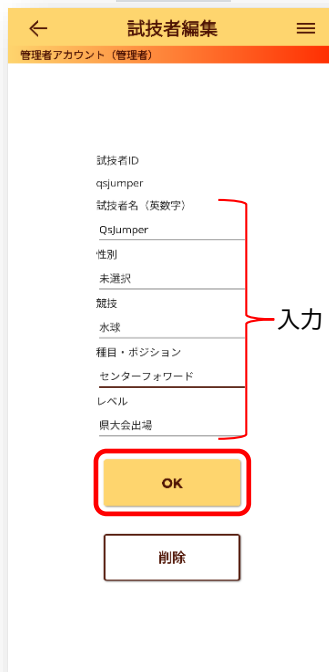 試技者編集
管理者アカウント（管理者）
試技者ID
qsjumper
試技者名（英数字）
QsJumper
性別
未選択
競技
水球
種目・ポジション
センターフォワード
レベル
県大会出場
入力
OK
削除